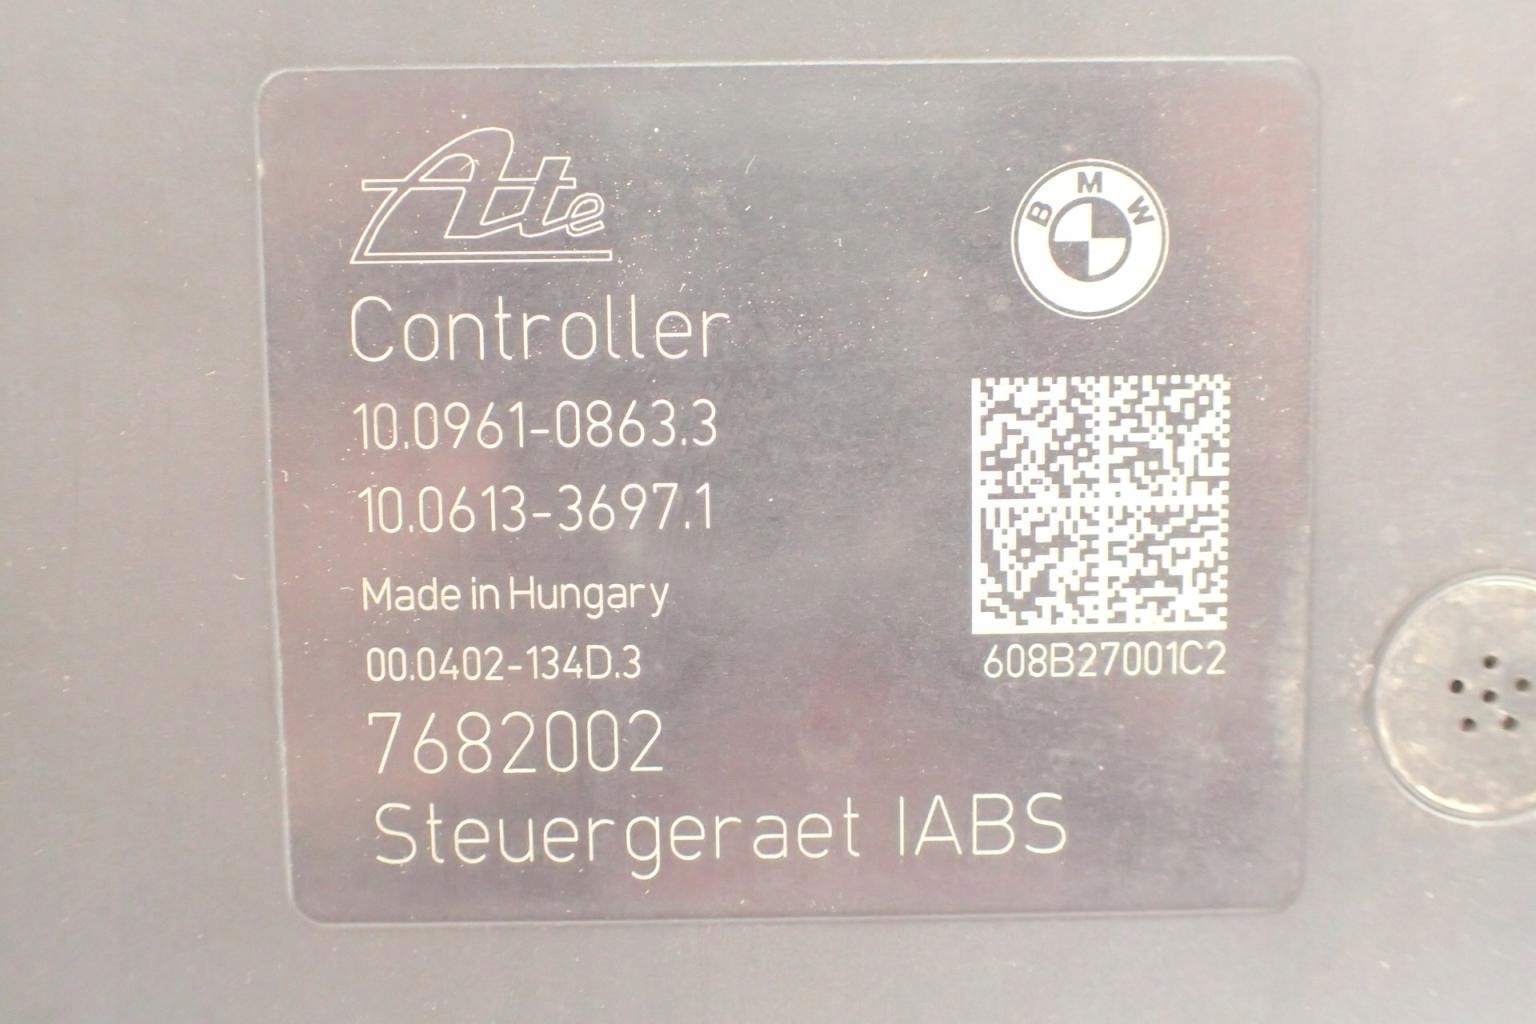 Ate
BMW
Controller
10.0961-0863.3
10.0613-3697.1
Made in Hungary
00.0402-134D.3
608B27001C2
7682002
Steuergeraet IABS